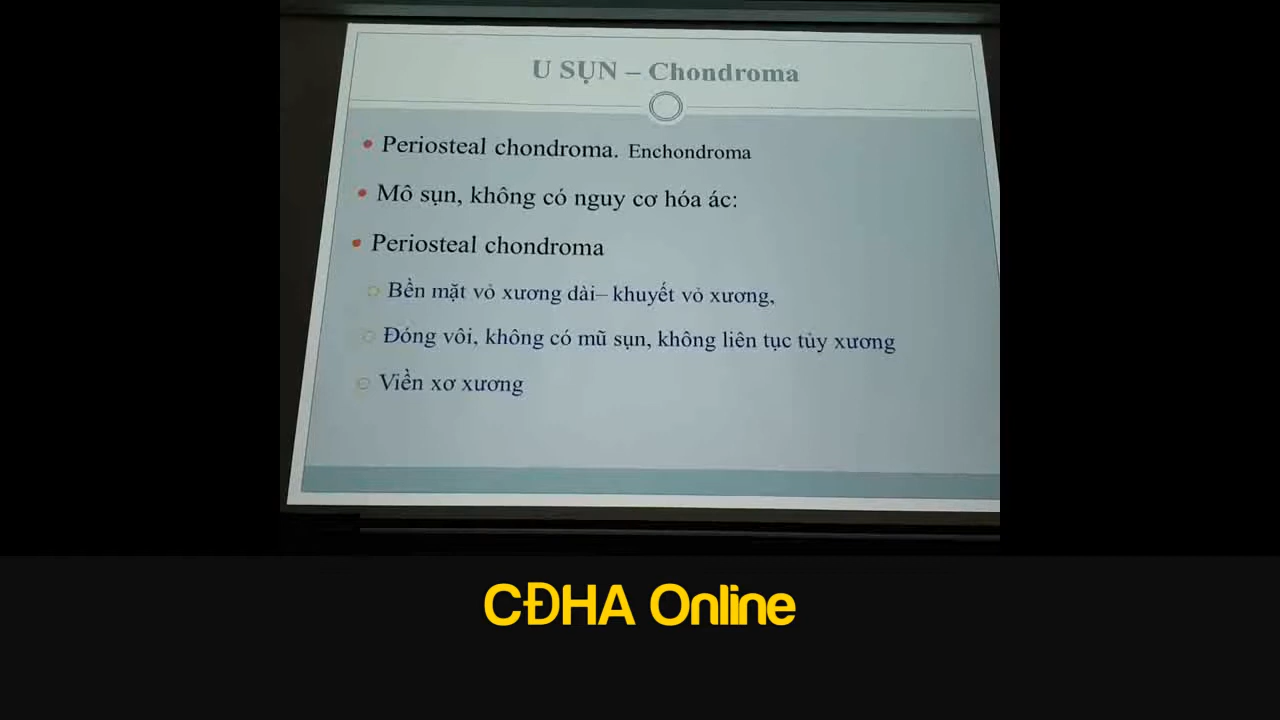 U SỤN – Chondroma
Periosteal chondroma. Enchondroma
Mô sụn, không có nguy cơ hóa ác:
Periosteal chondroma
Bền mặt vỏ xương dài– khuyết vỏ xương,
Đóng vôi, không có mũ sụn, không liên tục tủy xương
Viền xơ xương
CĐHA Online